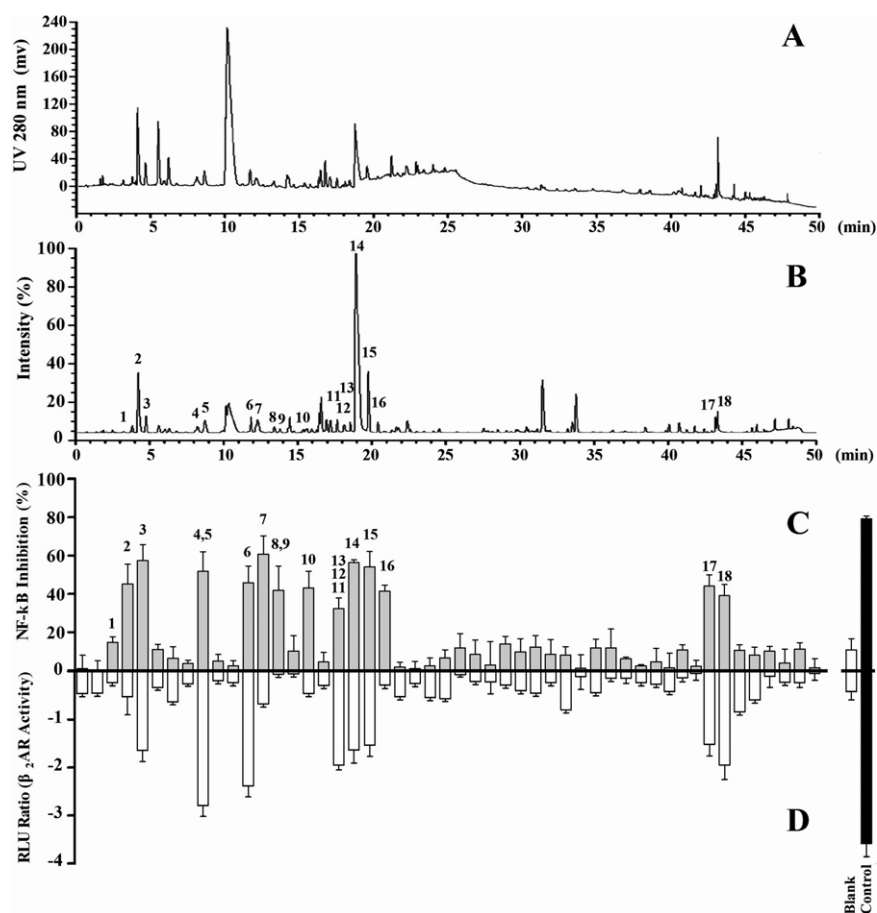 A
UV 280 nm (mv)
240
200
160
120
80
40
0
0 5 10 15 20 25 30 35 40 45 50 (min)
B
Intensity (%)
100
80
60
40
20
0
1 2 3 4 5 6 7 8 9 10 11 12 13 14 15 16 17 18
0 5 10 15 20 25 30 35 40 45 50 (min)
C
NF-kB Inhibition (%)
100
80
60
40
20
0
1 2 3 4,5 6 7 8,9 10 13 14 15 16 17 18
12
11
D
RLU Ratio (β₂AR Activity)
-1
-2
-3
-4
Blank
Control